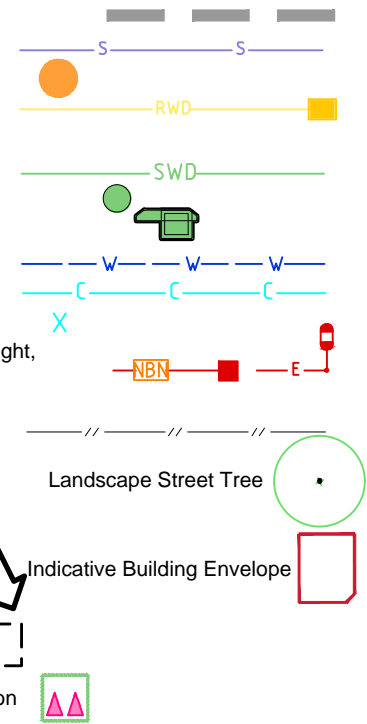 S S
RWD
SWD
W W W
C C C
X
ght,
NBN E
// // //
Landscape Street Tree
Indicative Building Envelope
on